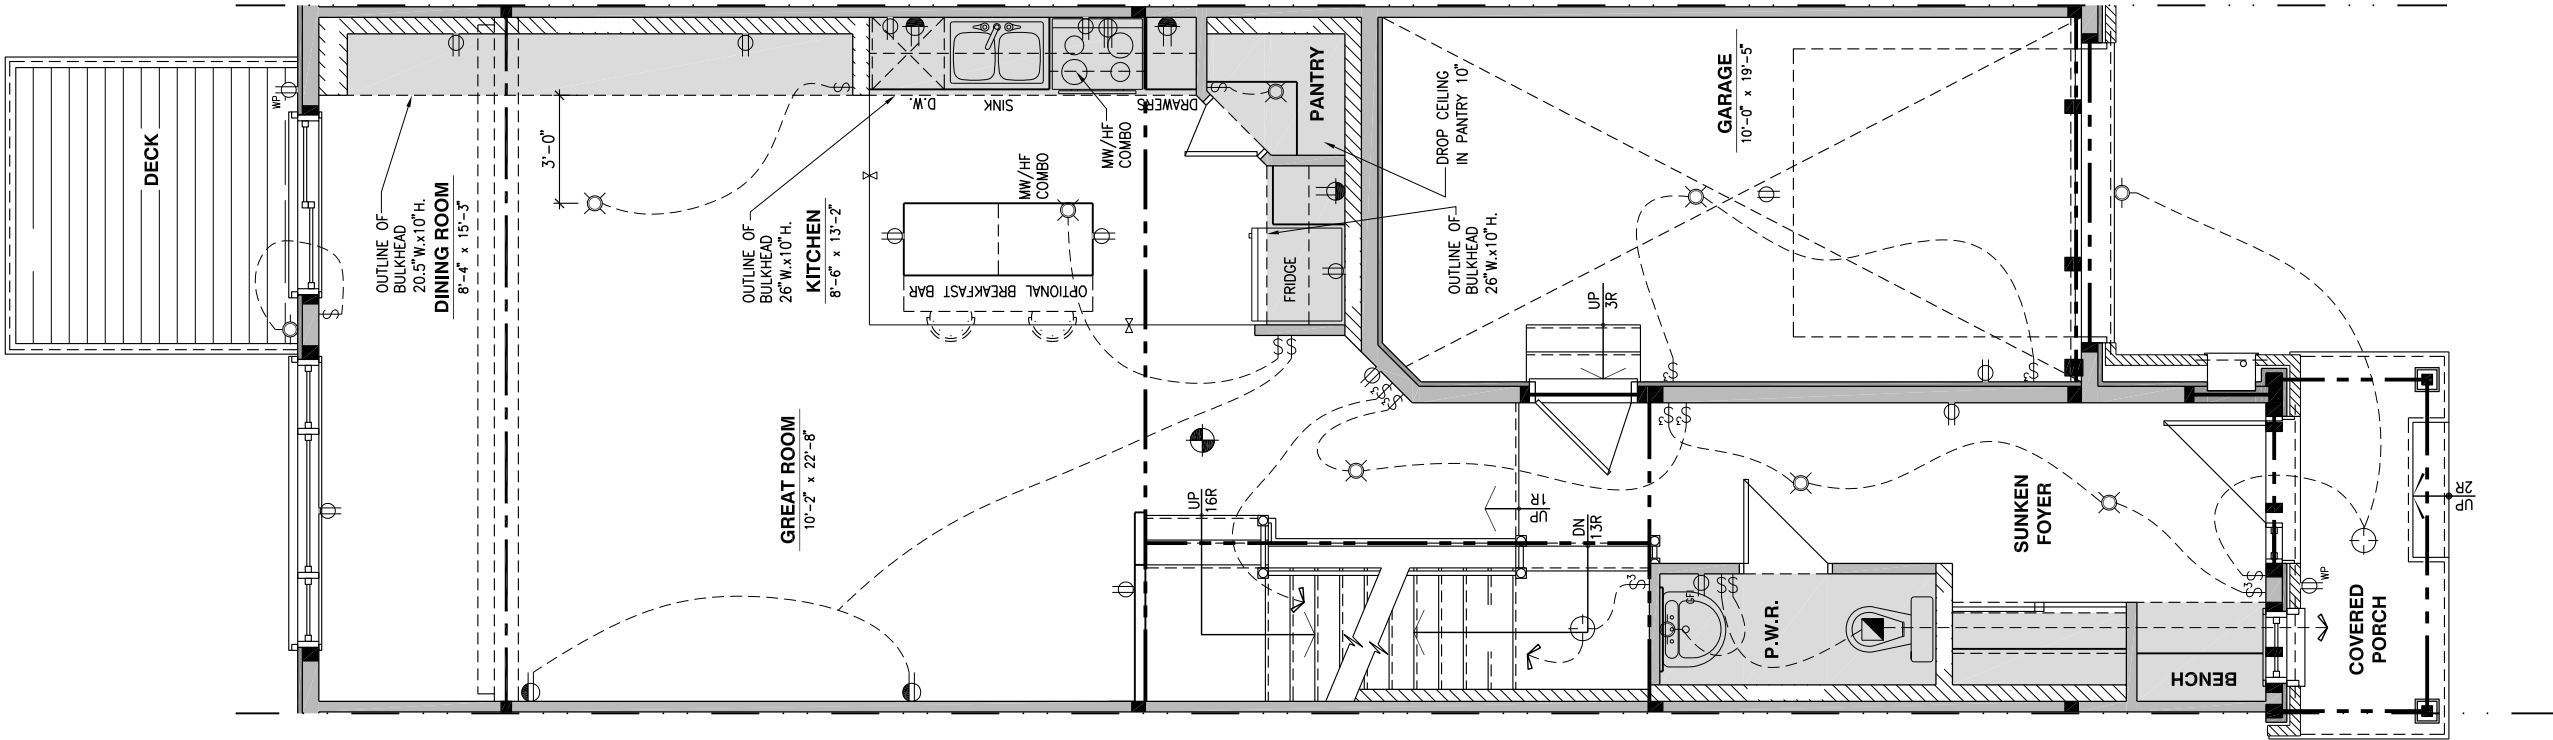 DECK
WP
OUTLINE OF
BULKHEAD
20.5"W.x10"H.
DINING ROOM
8'-4" x 15'-3"
3'-0"
OUTLINE OF
BULKHEAD
26"W.x10"H.
KITCHEN
8'-6" x 13'-2"
D.W.
SINK
DRAWERS
MW/HF
COMBO
MW/HF
COMBO
OPTIONAL BREAKFAST BAR
PANTRY
FRIDGE
DROP CEILING
IN PANTRY 10"
OUTLINE OF
BULKHEAD
26"W.x10"H.
GARAGE
10'-0" x 19'-5"
UP
3R
GREAT ROOM
10'-2" x 22'-8"
UP
16R
UP
1R
DN
13R
GFI
P.W.R.
SUNKEN
FOYER
BENCH
WP
COVERED
PORCH
UP
2R